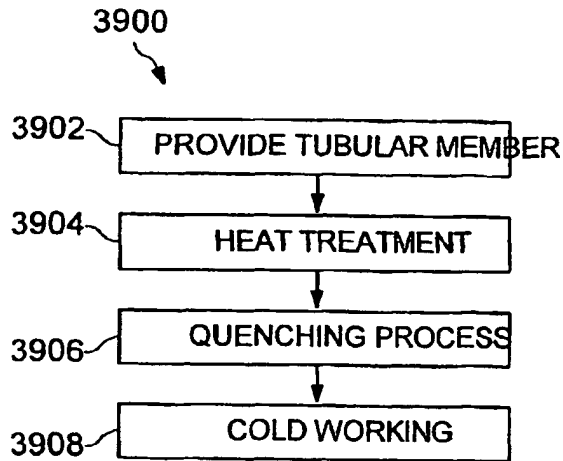 3900
3902 PROVIDE TUBULAR MEMBER
3904 HEAT TREATMENT
3906 QUENCHING PROCESS
3908 COLD WORKING